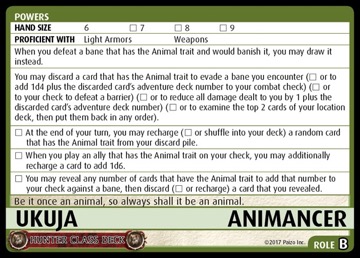 POWERS
HAND SIZE 6 □ 7 □ 8 □ 9
PROFICIENT WITH Light Armors Weapons
When you defeat a bane that has the Animal trait and would banish it, you may draw it
instead.
You may discard a card that has the Animal trait to evade a bane you encounter (□ or to
add 1d4 plus the discarded card's adventure deck number to your combat check) (□ or
to your check to defeat a barrier) (□ or to reduce all damage dealt to you by 1 plus the
discarded card's adventure deck number) (□ or to examine the top 2 cards of your location
deck, then put them back in any order).
□ At the end of your turn, you may recharge (□ or shuffle into your deck) a random card
that has the Animal trait from your discard pile.
□ When you play an ally that has the Animal trait on your check, you may additionally
recharge a card to add 1d6.
□ You may reveal any number of cards that have the Animal trait to add that number to
your check against a bane, then discard (□ or recharge) a card that you revealed.
Be it once an animal, so always shall it be an animal.
UKUJA ANIMANCER
HUNTER CLASS DECK ©2017 Paizo Inc. ROLE B